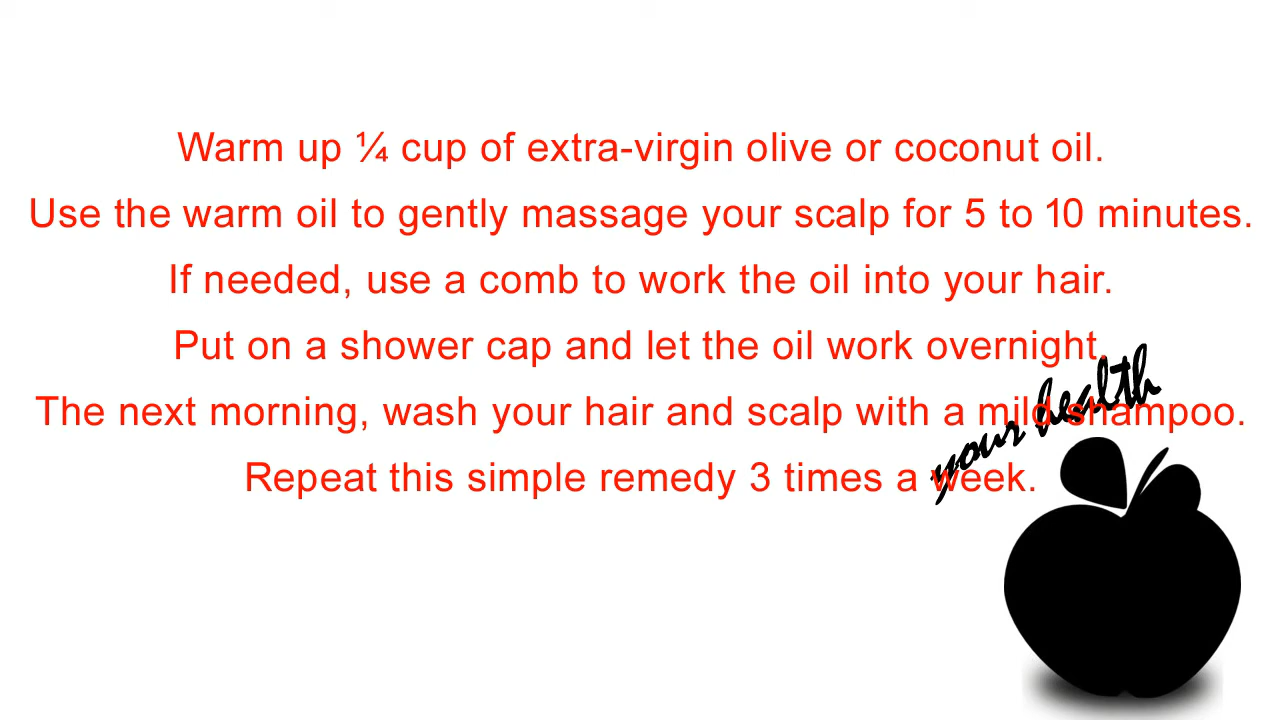 Warm up ¼ cup of extra-virgin olive or coconut oil.
Use the warm oil to gently massage your scalp for 5 to 10 minutes.
If needed, use a comb to work the oil into your hair.
Put on a shower cap and let the oil work overnight.
The next morning, wash your hair and scalp with a mild shampoo.
Repeat this simple remedy 3 times a week.
your health